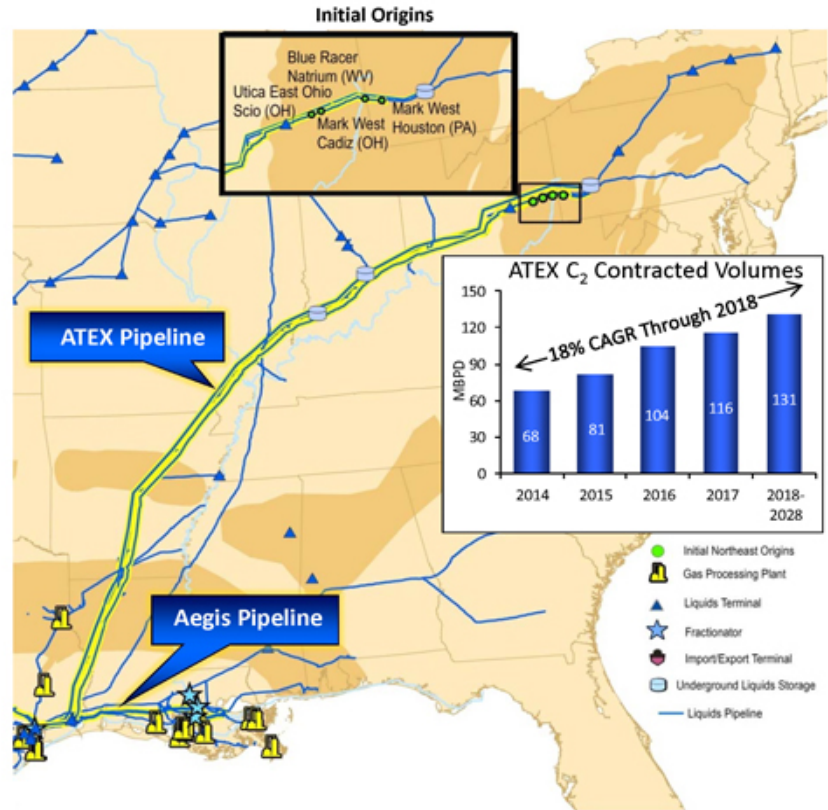 Initial Origins
Blue Racer
Natrium (WV)
Utica East Ohio
Scio (OH)
Mark West
Houston (PA)
Mark West
Cadiz (OH)
ATEX Pipeline
ATEX C₂ Contracted Volumes
18% CAGR Through 2018
MBPD
150
120
90
60
30
0
68
81
104
116
131
2014
2015
2016
2017
2018-
2028
Aegis Pipeline
Initial Northeast Origins
Gas Processing Plant
Liquids Terminal
Fractionator
Import/Export Terminal
Underground Liquids Storage
Liquids Pipeline